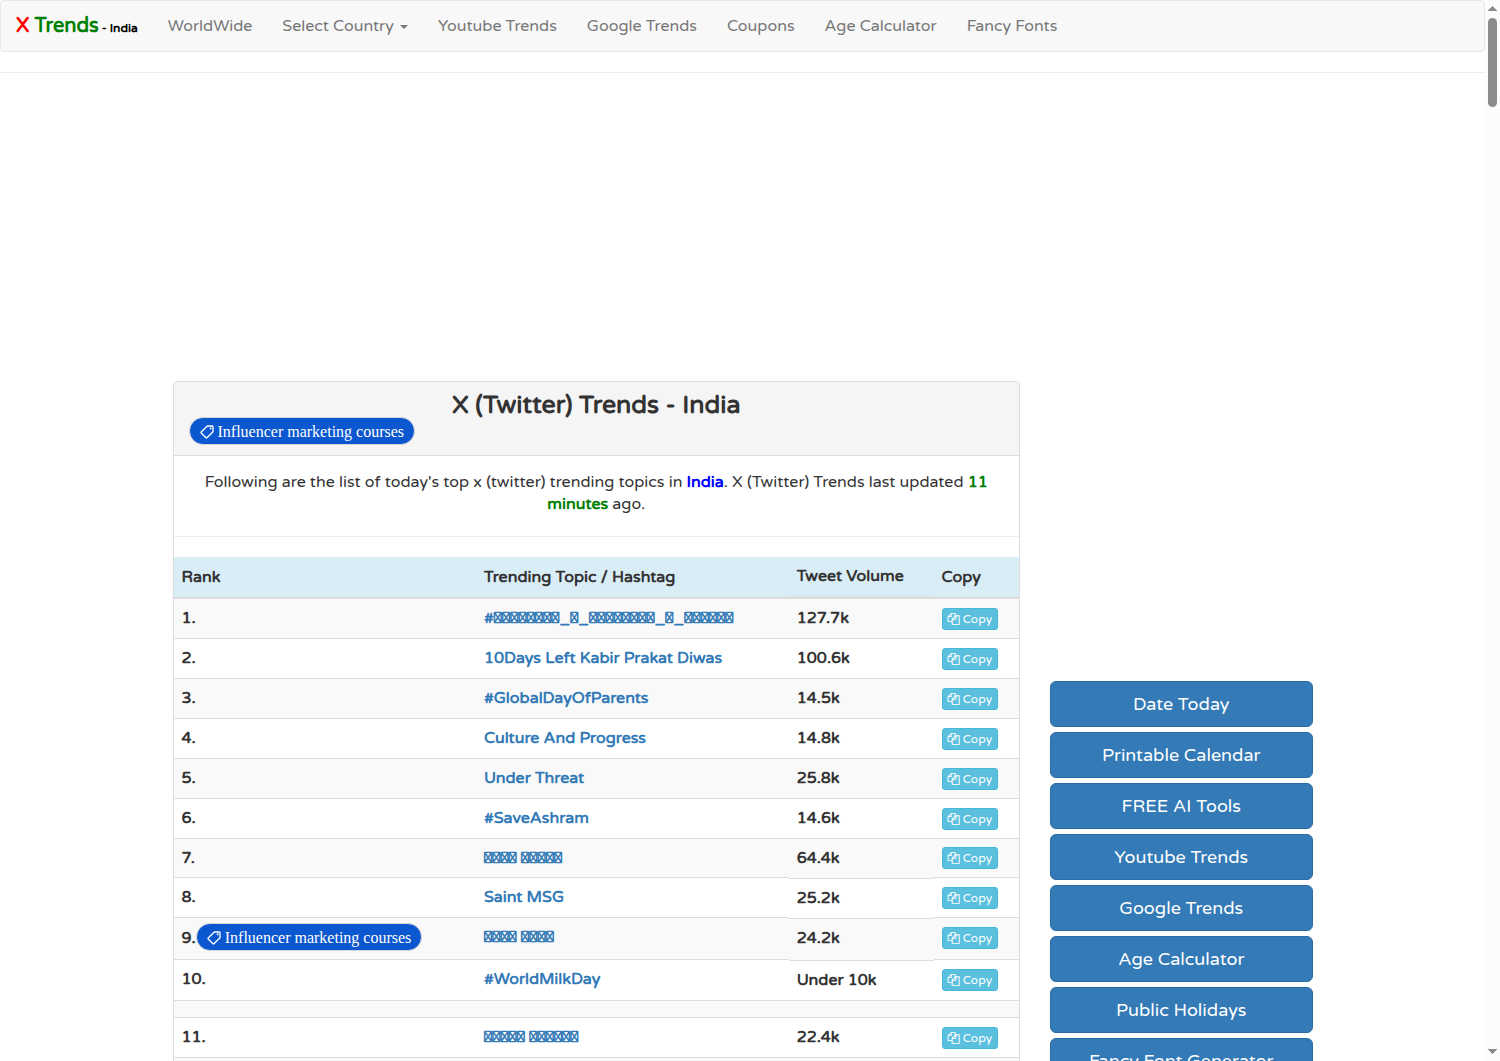 X Trends - India
WorldWide
Select Country
Youtube Trends
Google Trends
Coupons
Age Calculator
Fancy Fonts
X (Twitter) Trends - India
Influencer marketing courses
Following are the list of today's top x (twitter) trending topics in India. X (Twitter) Trends last updated 11
minutes ago.
Rank Trending Topic / Hashtag Tweet Volume Copy
1. 127.7k Copy
2. 10Days Left Kabir Prakat Diwas 100.6k Copy
3. #GlobalDayOfParents 14.5k Copy
4. Culture And Progress 14.8k Copy
5. Under Threat 25.8k Copy
6. #SaveAshram 14.6k Copy
7. 64.4k Copy
8. Saint MSG 25.2k Copy
9. Influencer marketing courses 24.2k Copy
10. #WorldMilkDay Under 10k Copy
11. 22.4k Copy
Date Today
Printable Calendar
FREE AI Tools
Youtube Trends
Google Trends
Age Calculator
Public Holidays
Fancy Font Generator